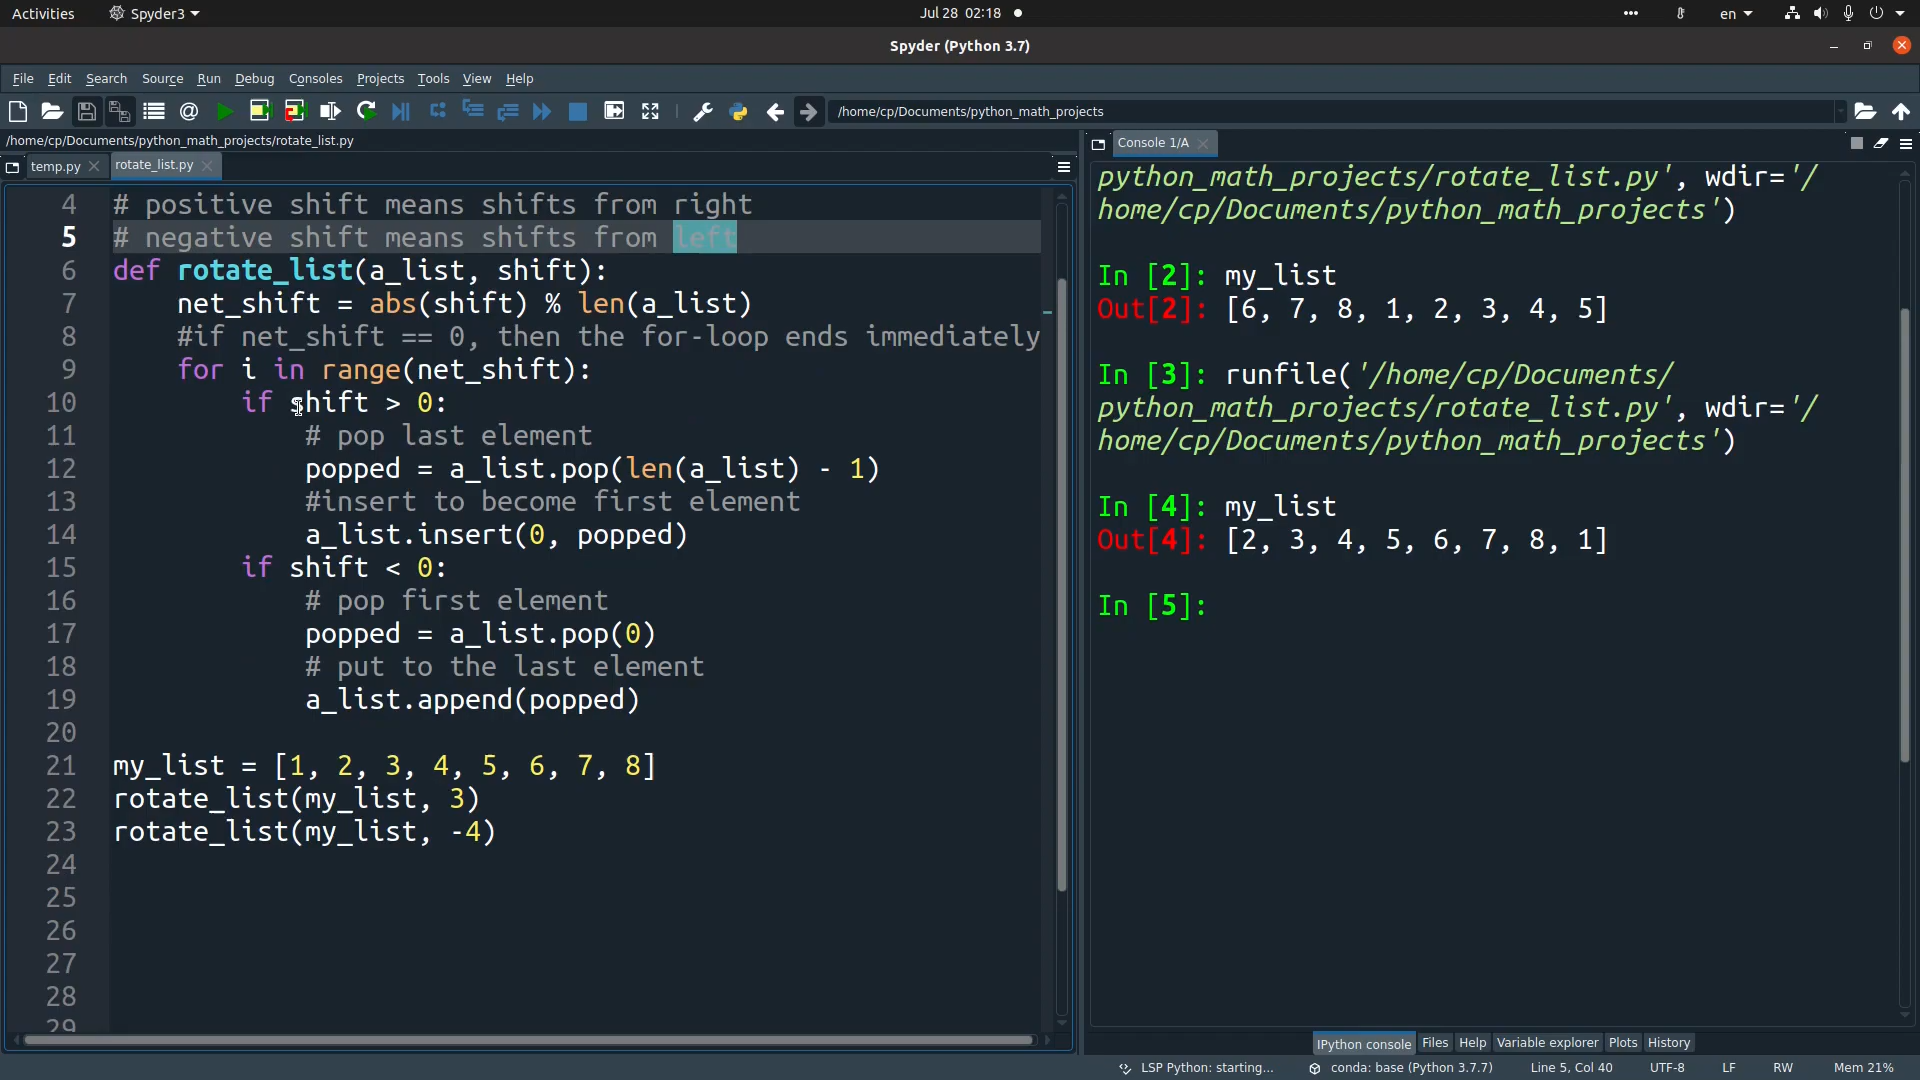 Activities
Spyder3
Jul 28 02:18
en
Spyder (Python 3.7)
File Edit Search Source Run Debug Consoles Projects Tools View Help
/home/cp/Documents/python_math_projects
/home/cp/Documents/python_math_projects/rotate_list.py
temp.py
rotate_list.py
4 # positive shift means shifts from right
5 # negative shift means shifts from left
6 def rotate_list(a_list, shift):
7 net_shift = abs(shift) % len(a_list)
8 #if net_shift == 0, then the for-loop ends immediately
9 for i in range(net_shift):
10 if shift > 0:
11 # pop last element
12 popped = a_list.pop(len(a_list) - 1)
13 #insert to become first element
14 a_list.insert(0, popped)
15 if shift < 0:
16 # pop first element
17 popped = a_list.pop(0)
18 # put to the last element
19 a_list.append(popped)
20
21 my_list = [1, 2, 3, 4, 5, 6, 7, 8]
22 rotate_list(my_list, 3)
23 rotate_list(my_list, -4)
24
25
26
27
28
29
Console 1/A
python_math_projects/rotate_list.py', wdir='/
home/cp/Documents/python_math_projects')
In [2]: my_list
Out[2]: [6, 7, 8, 1, 2, 3, 4, 5]
In [3]: runfile('/home/cp/Documents/
python_math_projects/rotate_list.py', wdir='/
home/cp/Documents/python_math_projects')
In [4]: my_list
Out[4]: [2, 3, 4, 5, 6, 7, 8, 1]
In [5]:
IPython console Files Help Variable explorer Plots History
LSP Python: starting... conda: base (Python 3.7.7) Line 5, Col 40 UTF-8 LF RW Mem 21%